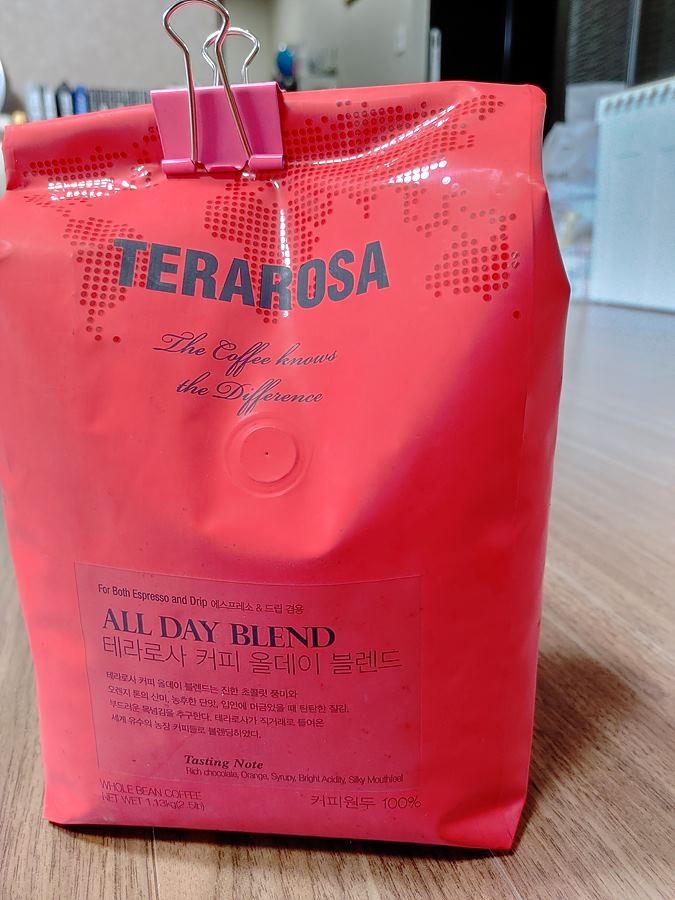 TERAROSA
The Coffee knows
the Difference
For Both Espresso and Drip 에스프레소 & 드립 겸용
ALL DAY BLEND
테라로사 커피 올데이 블렌드
테라로사 커피 올데이 블렌드는 진한 초콜릿 풍미와
오렌지 톤의 산미, 농후한 단맛, 입안에 머금었을 때 탄탄한 질감,
부드러운 목넘김을 추구한다. 테라로사가 직거래로 들여온
세계 유수의 농장 커피들로 블렌딩하였다.
Tasting Note
Rich chocolate, Orange, Syrupy, Bright Acidity, Silky Mouthfeel
WHOLE BEAN COFFEE
NET WET 1.13kg(2.5lb)
커피원두 100%